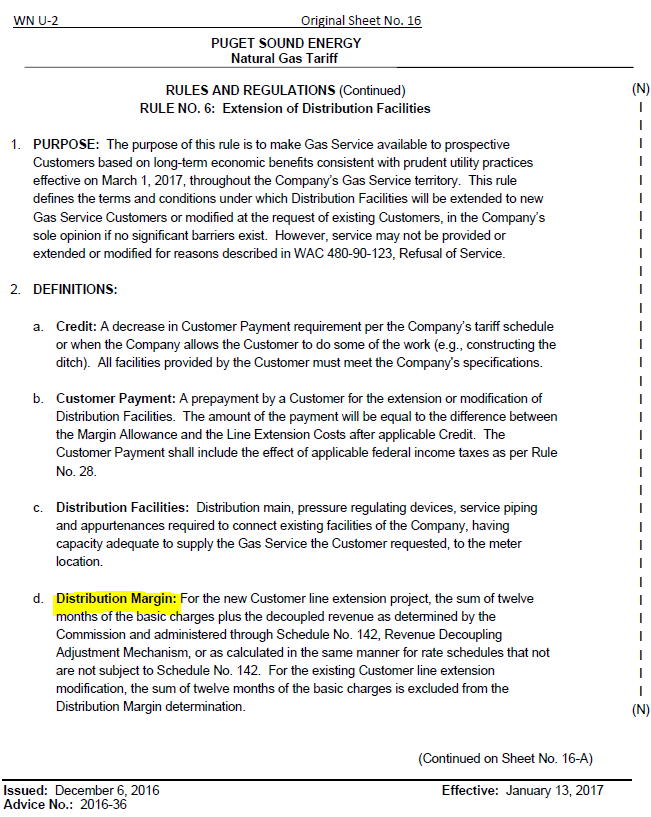 WN U-2 Original Sheet No. 16
PUGET SOUND ENERGY
Natural Gas Tariff
RULES AND REGULATIONS (Continued) (N)
RULE NO. 6: Extension of Distribution Facilities
1. PURPOSE: The purpose of this rule is to make Gas Service available to prospective
Customers based on long-term economic benefits consistent with prudent utility practices
effective on March 1, 2017, throughout the Company's Gas Service territory. This rule
defines the terms and conditions under which Distribution Facilities will be extended to new
Gas Service Customers or modified at the request of existing Customers, in the Company's
sole opinion if no significant barriers exist. However, service may not be provided or
extended or modified for reasons described in WAC 480-90-123, Refusal of Service.
2. DEFINITIONS:
a. Credit: A decrease in Customer Payment requirement per the Company's tariff schedule
or when the Company allows the Customer to do some of the work (e.g., constructing the
ditch). All facilities provided by the Customer must meet the Company's specifications.
b. Customer Payment: A prepayment by a Customer for the extension or modification of
Distribution Facilities. The amount of the payment will be equal to the difference between
the Margin Allowance and the Line Extension Costs after applicable Credit. The
Customer Payment shall include the effect of applicable federal income taxes as per Rule
No. 28.
c. Distribution Facilities: Distribution main, pressure regulating devices, service piping
and appurtenances required to connect existing facilities of the Company, having
capacity adequate to supply the Gas Service the Customer requested, to the meter
location.
d. Distribution Margin: For the new Customer line extension project, the sum of twelve
months of the basic charges plus the decoupled revenue as determined by the
Commission and administered through Schedule No. 142, Revenue Decoupling
Adjustment Mechanism, or as calculated in the same manner for rate schedules that not
are not subject to Schedule No. 142. For the existing Customer line extension
modification, the sum of twelve months of the basic charges is excluded from the
Distribution Margin determination. (N)
(Continued on Sheet No. 16-A)
Issued: December 6, 2016 Effective: January 13, 2017
Advice No.: 2016-36